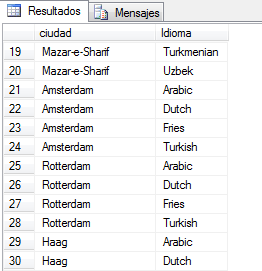 Resultados Mensajes
ciudad Idioma
19 Mazar-e-Sharif Turkmenian
20 Mazar-e-Sharif Uzbek
21 Amsterdam Arabic
22 Amsterdam Dutch
23 Amsterdam Fries
24 Amsterdam Turkish
25 Rotterdam Arabic
26 Rotterdam Dutch
27 Rotterdam Fries
28 Rotterdam Turkish
29 Haag Arabic
30 Haag Dutch